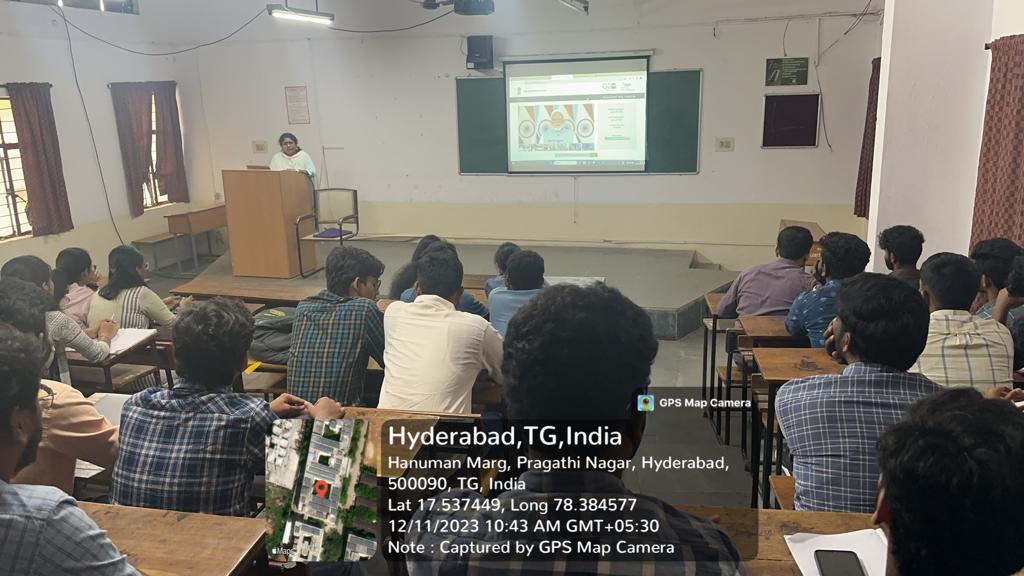 GPS Map Camera
Hyderabad,TG,India
Hanuman Marg, Pragathi Nagar, Hyderabad,
500090, TG, India
Lat 17.537449, Long 78.384577
12/11/2023 10:43 AM GMT+05:30
Note : Captured by GPS Map Camera
Maps